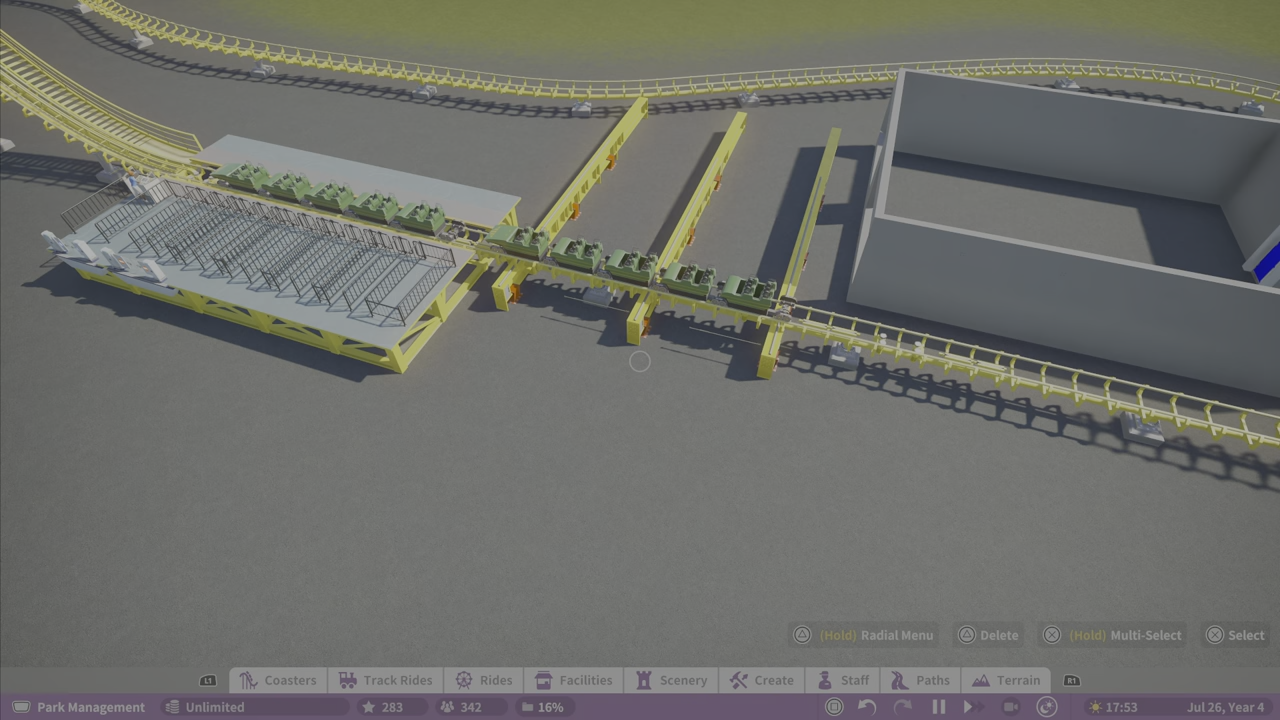 (Hold) Radial Menu
Delete
(Hold) Multi-Select
Select
L1
Coasters
Track Rides
Rides
Facilities
Scenery
Create
Staff
Paths
Terrain
R1
Park Management
Unlimited
283
342
16%
17:53
Jul 26, Year 4